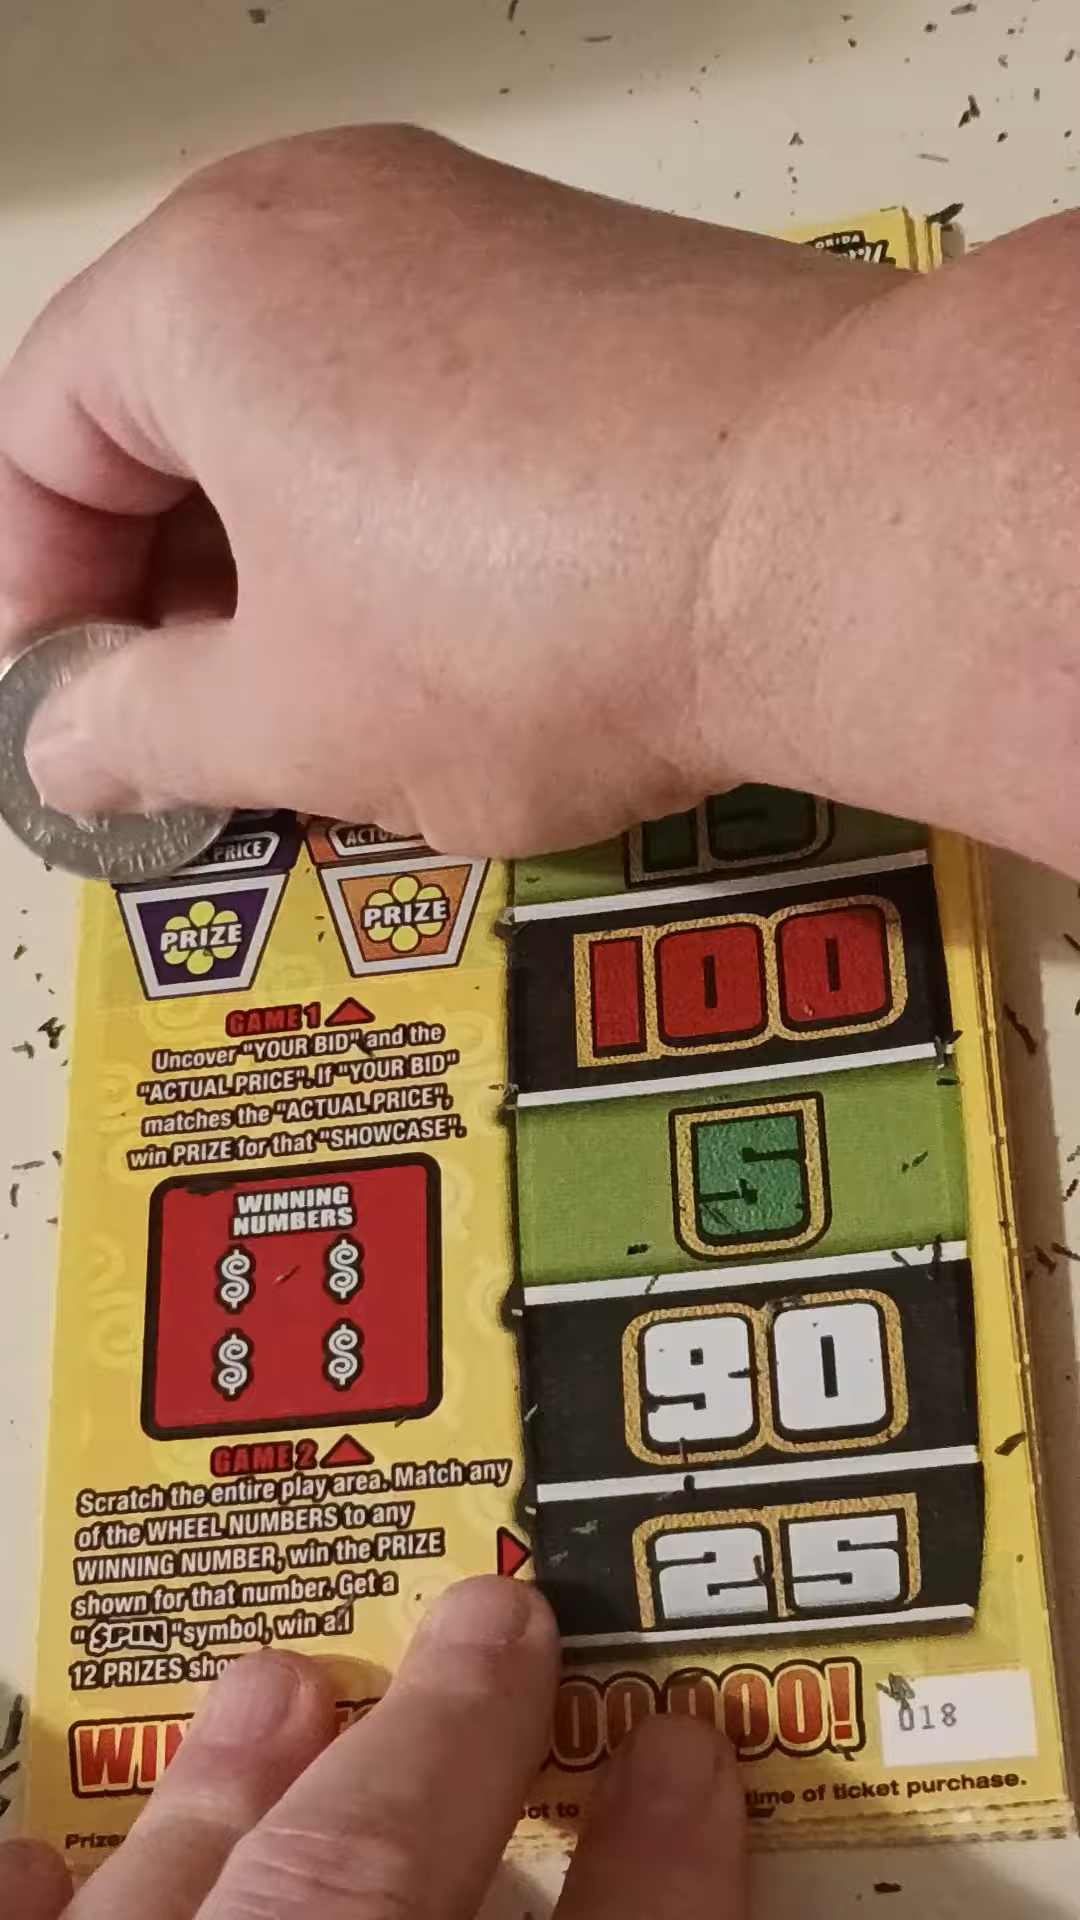 PRICE
PRIZE
PRIZE
15
100
5
90
25
GAME 1
Uncover "YOUR BID" and the
"ACTUAL PRICE". If "YOUR BID"
matches the "ACTUAL PRICE",
win PRIZE for that "SHOWCASE".
WINNING
NUMBERS
$ $
$ $
GAME 2
Scratch the entire play area. Match any
of the WHEEL NUMBERS to any
WINNING NUMBER, win the PRIZE
shown for that number. Get a
"$PIN" symbol, win all
12 PRIZES
018
time of ticket purchase.